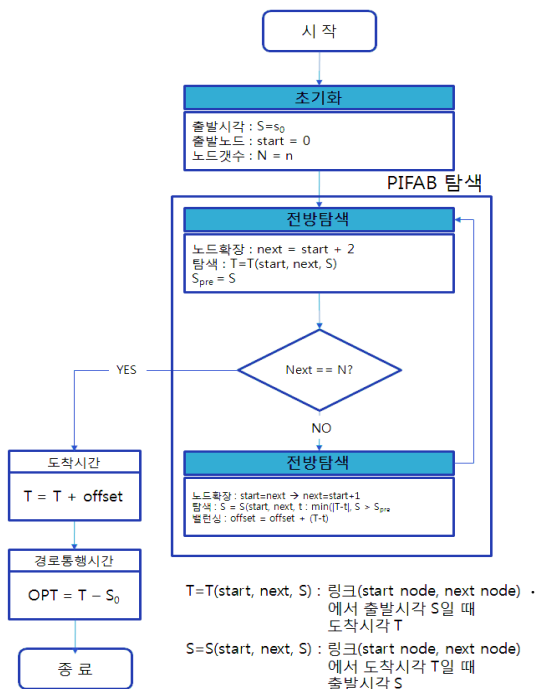 시 작
초기화
출발시각 : S=s0
출발노드 : start = 0
노드갯수 : N = n
PIFAB 탐색
전방탐색
노드확장 : next = start + 2
탐색 : T=T(start, next, S)
Spre = S
Next == N?
YES
NO
전방탐색
노드확장 : start=next → next=start+1
탐색 : S = S(start, next, t : min(|T-t|, S > Spre
밸런싱 : offset = offset + (T-t)
도착시간
T = T + offset
경로통행시간
OPT = T – S0
종 료
T=T(start, next, S) : 링크(start node, next node) ·
에서 출발시각 S일 때
도착시각 T
S=S(start, next, S) : 링크(start node, next node)
에서 도착시각 T일 때
출발시각 S